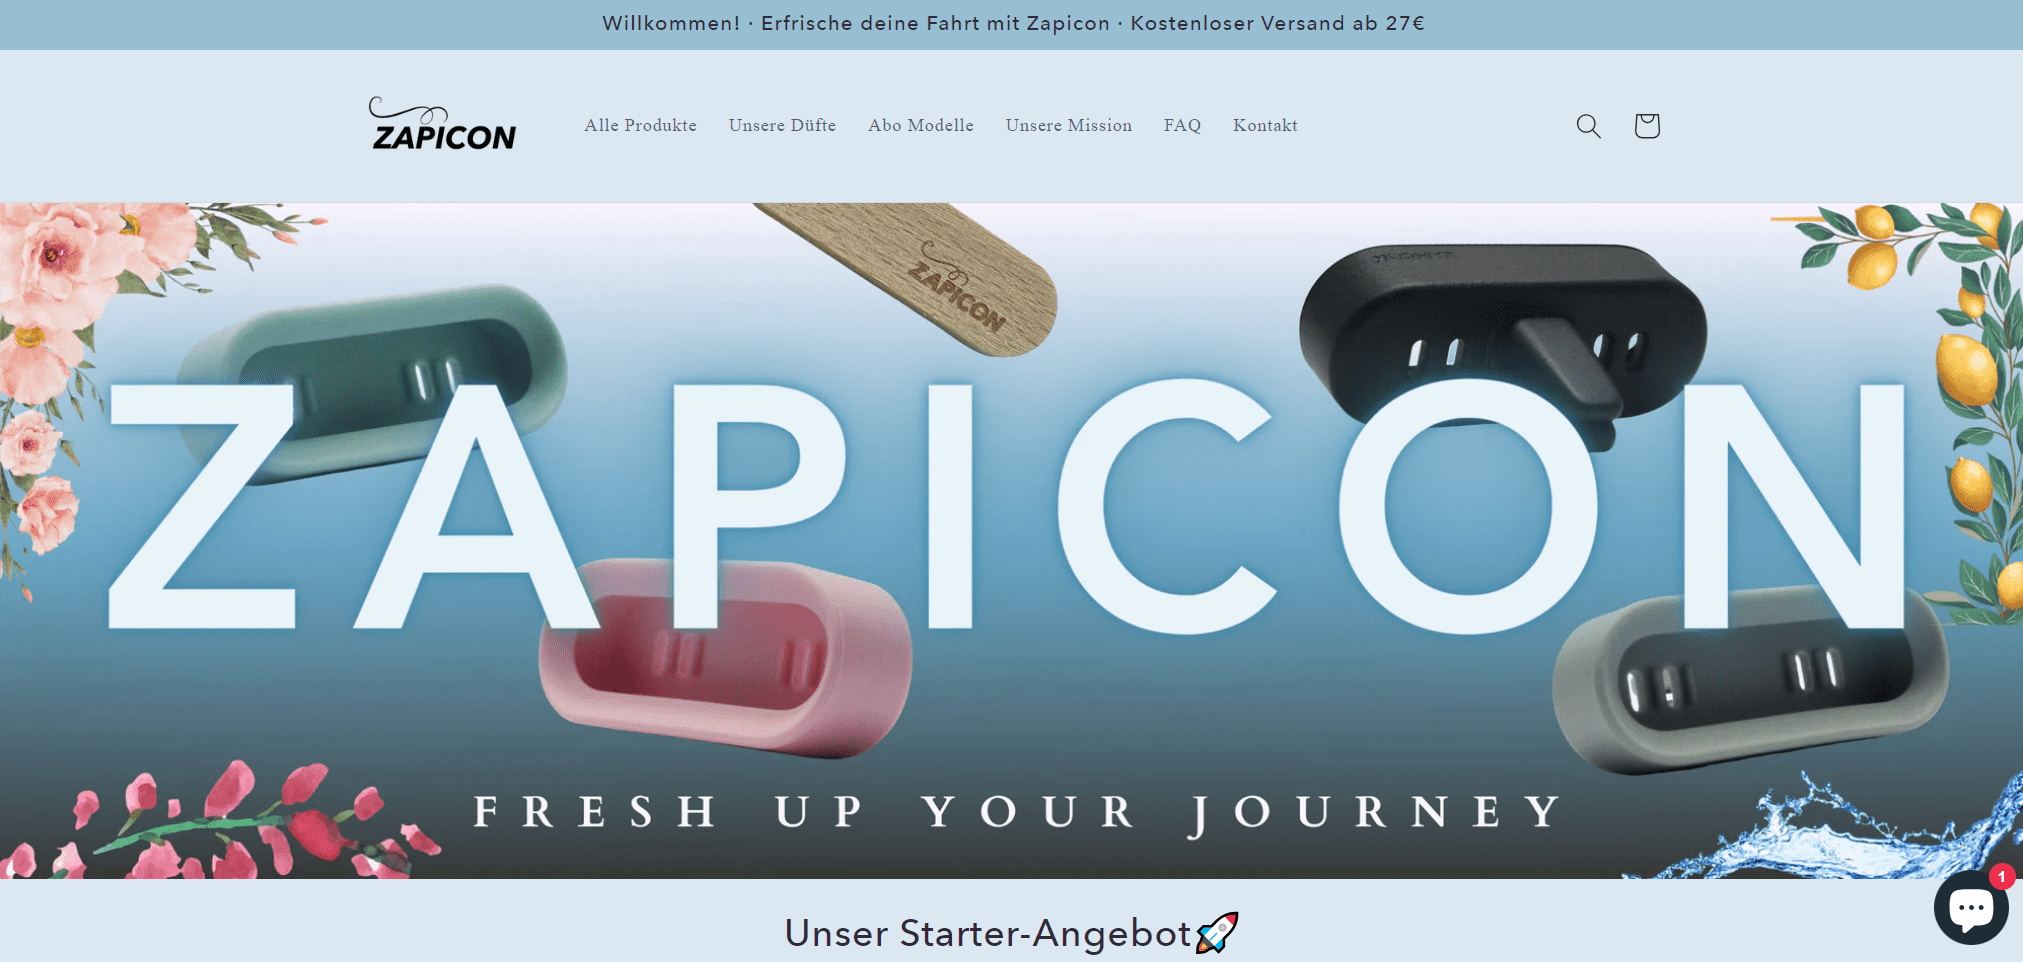 Willkommen! · Erfrische deine Fahrt mit Zapicon · Kostenloser Versand ab 27€
ZAPICON
Alle Produkte
Unsere Düfte
Abo Modelle
Unsere Mission
FAQ
Kontakt
ZAPICON
ZAPICON
FRESH UP YOUR JOURNEY
Unser Starter-Angebot🚀
1